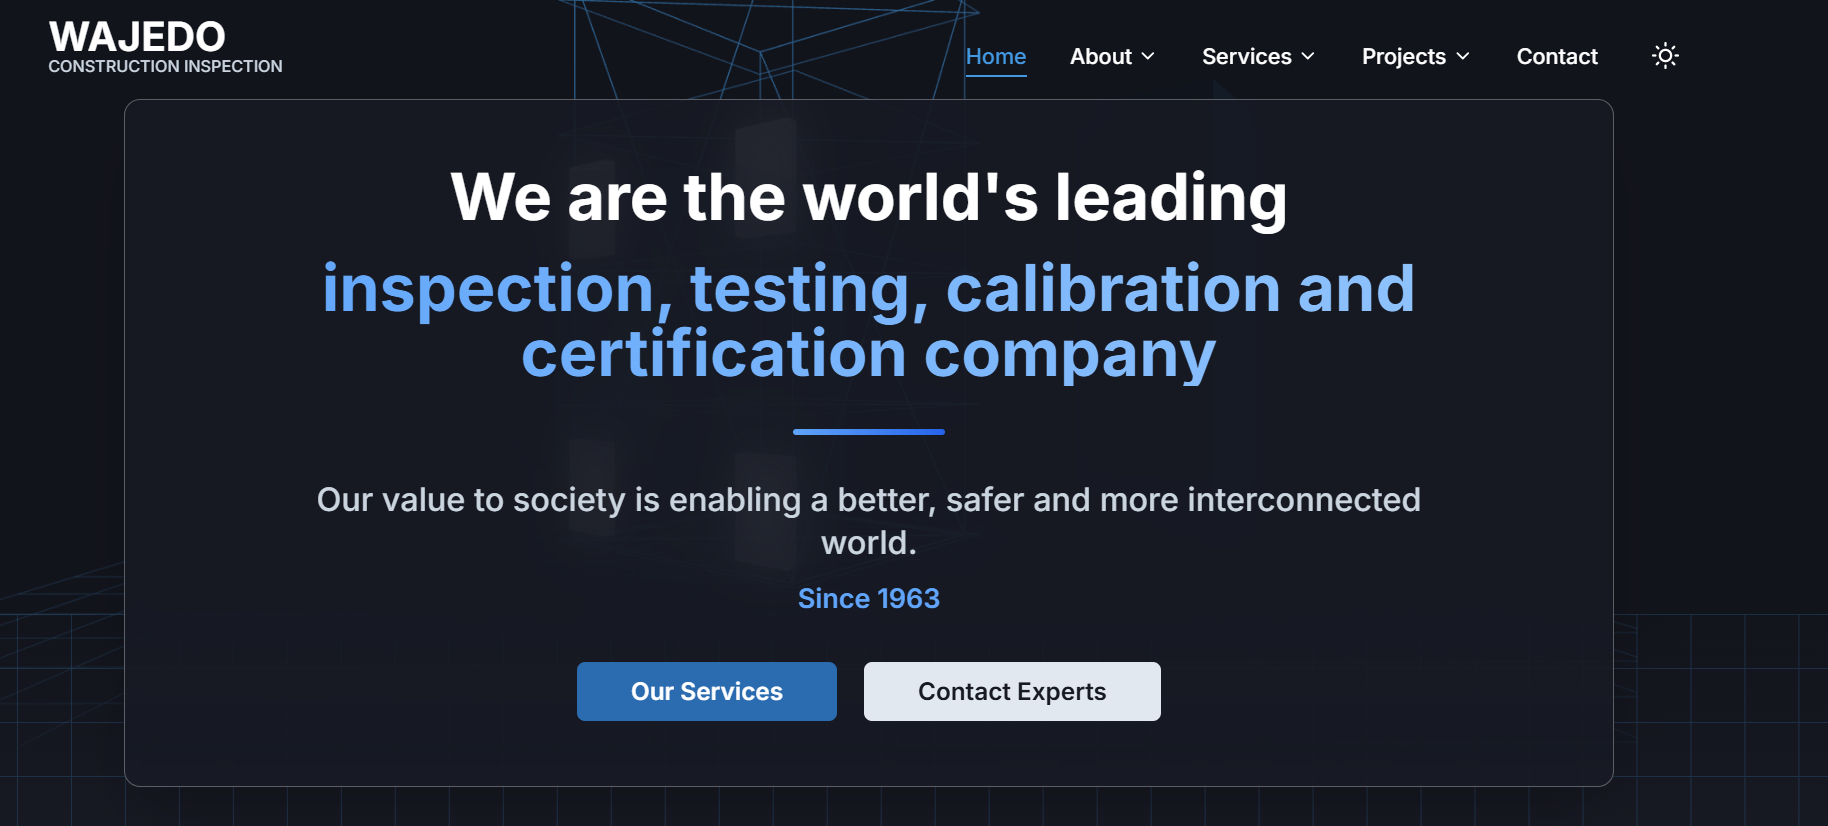 WAJEDO
CONSTRUCTION INSPECTION
Home
About
Services
Projects
Contact
We are the world's leading
inspection, testing, calibration and
certification company
Our value to society is enabling a better, safer and more interconnected
world.
Since 1963
Our Services
Contact Experts